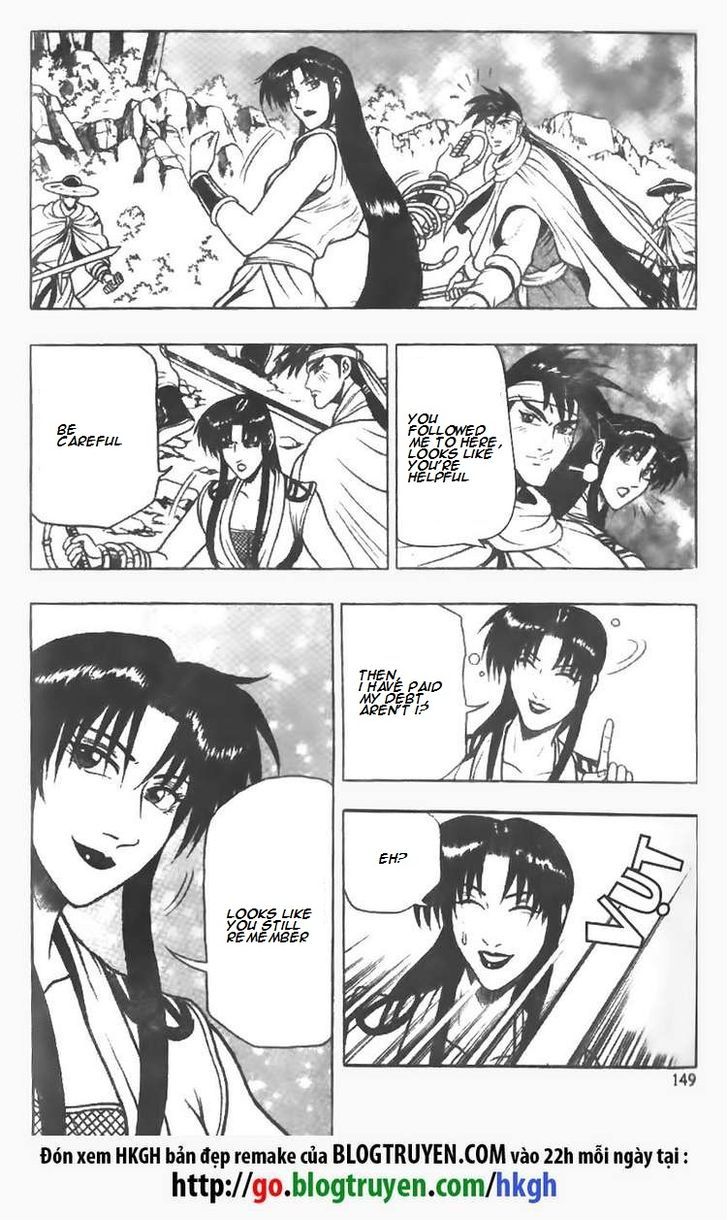 BE
CAREFUL
YOU
FOLLOWED
ME TO HERE,
LOOKS LIKE
YOU'RE
HELPFUL
THEN,
I HAVE PAID
MY DEBT,
AREN'T I?
LOOKS LIKE
YOU STILL
REMEMBER
EH?
VỤT
149
Đón xem HKGH bản đẹp remake của BLOGTRUYEN.COM vào 22h mỗi ngày tại :
http://go.blogtruyen.com/hkgh